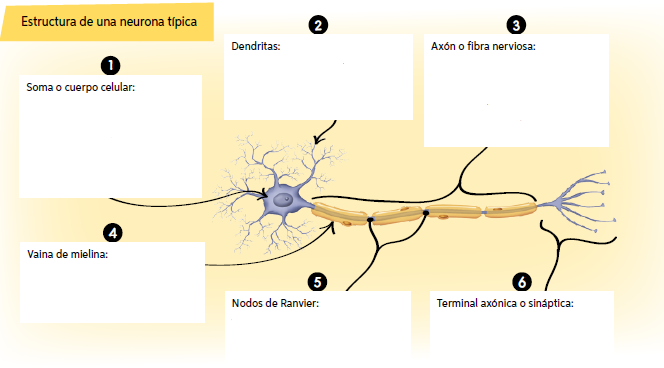 Estructura de una neurona típica
1
Soma o cuerpo celular:
2
Dendritas:
3
Axón o fibra nerviosa:
4
Vaina de mielina:
5
Nodos de Ranvier:
6
Terminal axónica o sináptica: